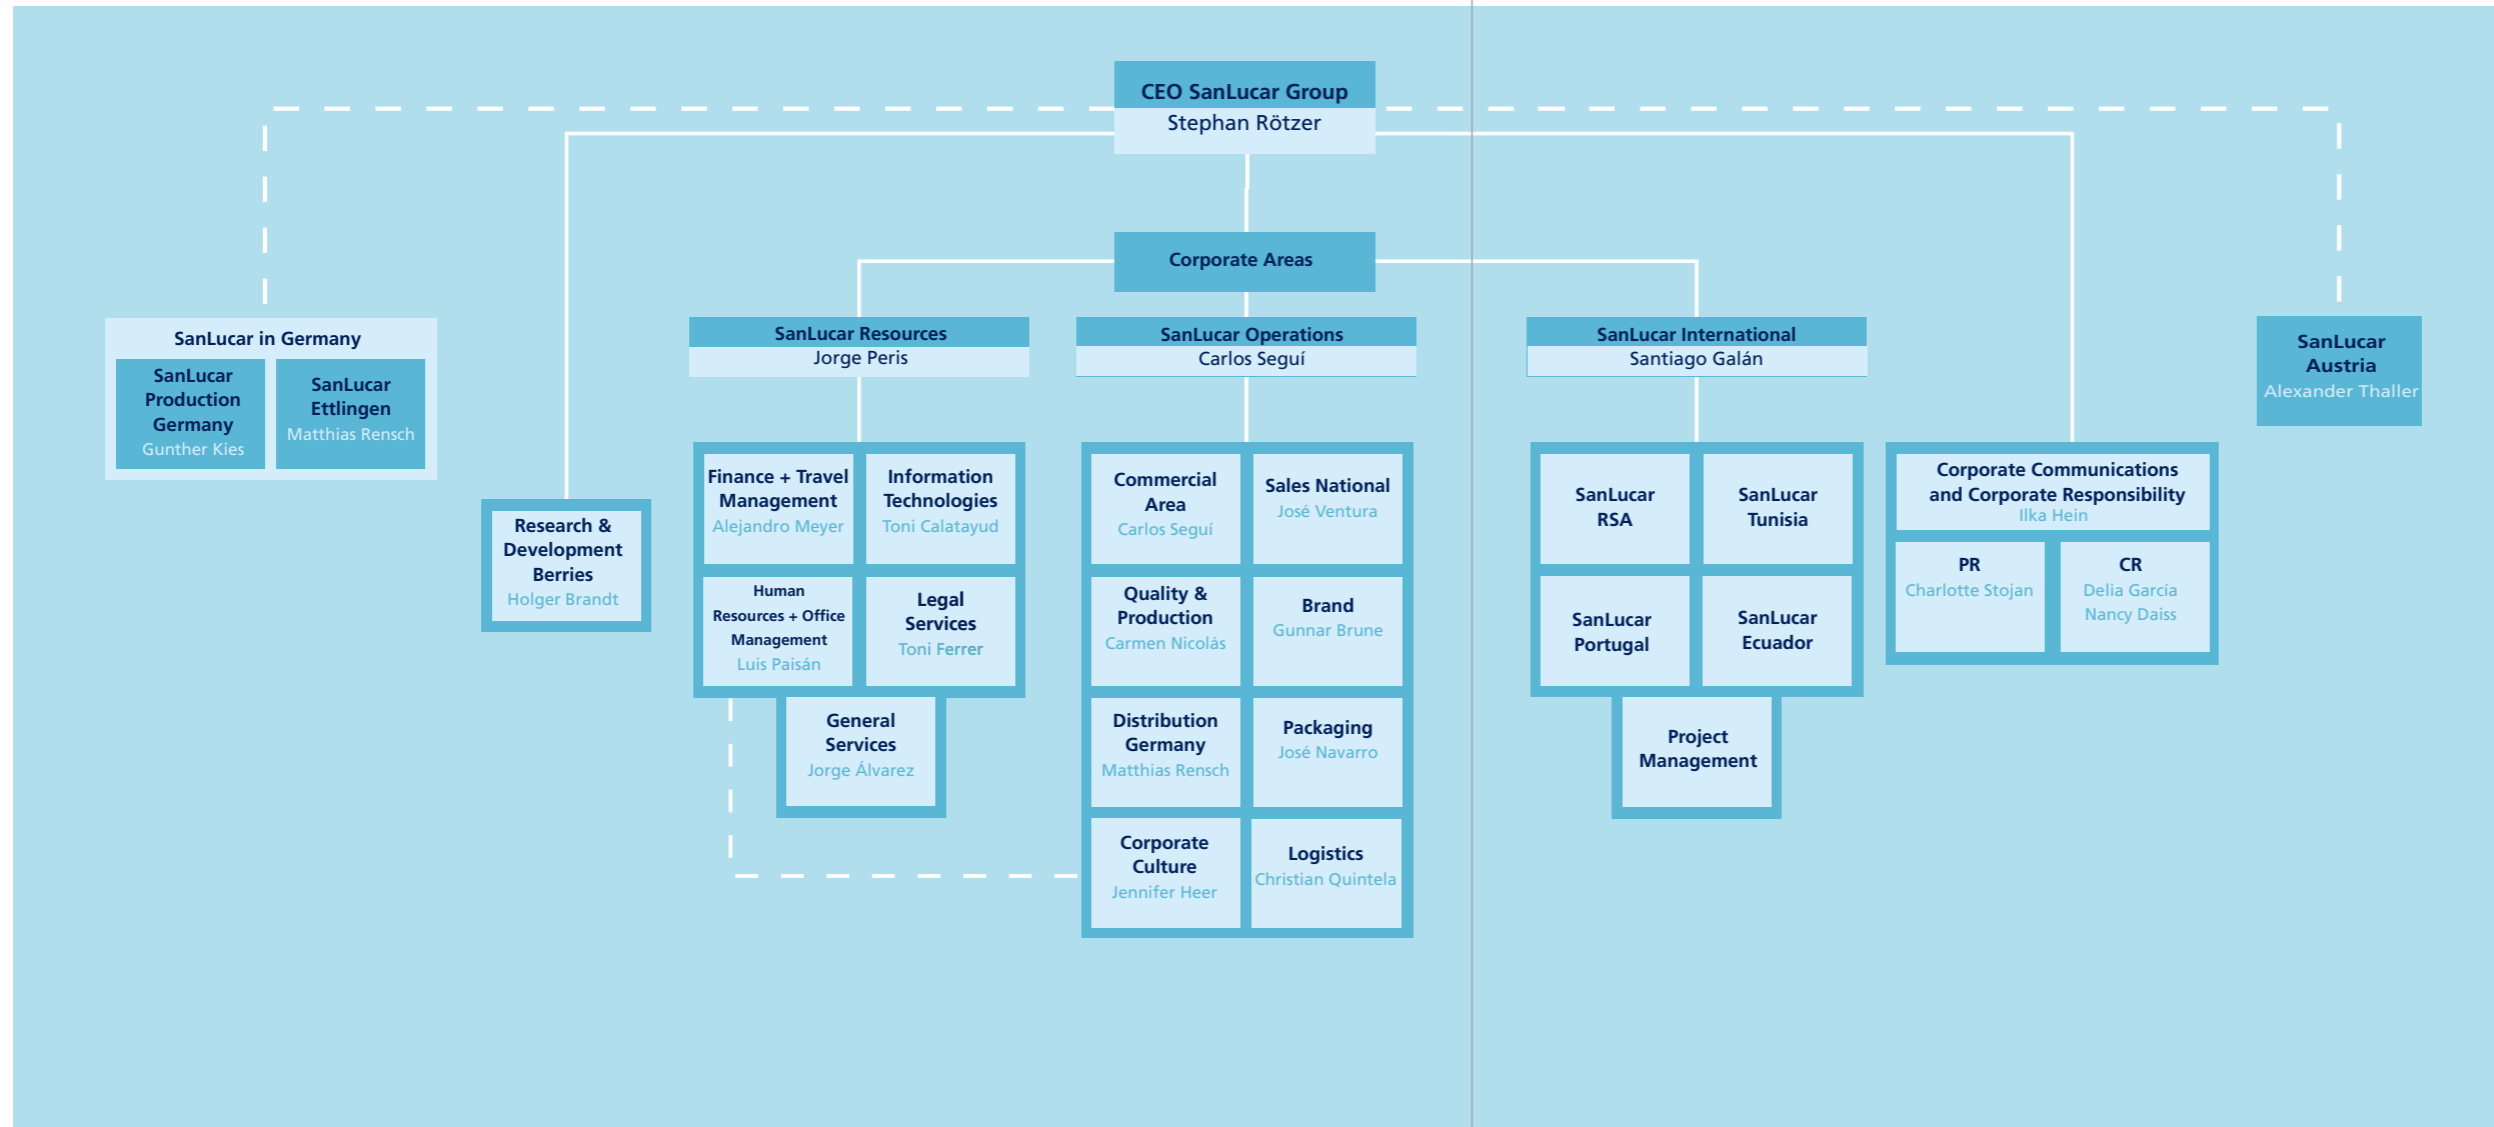 CEO SanLucar Group
Stephan Rötzer
Corporate Areas
SanLucar in Germany
SanLucar
Production
Germany
Gunther Kies
SanLucar
Ettlingen
Matthias Rensch
Research &
Development
Berries
Holger Brandt
SanLucar Resources
Jorge Peris
Finance + Travel
Management
Alejandro Meyer
Information
Technologies
Toni Calatayud
Human
Resources + Office
Management
Luis Paisán
Legal
Services
Toni Ferrer
General
Services
Jorge Álvarez
SanLucar Operations
Carlos Seguí
Commercial
Area
Carlos Seguí
Sales National
José Ventura
Quality &
Production
Carmen Nicolás
Brand
Gunnar Brune
Distribution
Germany
Matthias Rensch
Packaging
José Navarro
Corporate
Culture
Jennifer Heer
Logistics
Christian Quintela
SanLucar International
Santiago Galán
SanLucar
RSA
SanLucar
Tunisia
SanLucar
Portugal
SanLucar
Ecuador
Project
Management
Corporate Communications
and Corporate Responsibility
Ilka Hein
PR
Charlotte Stojan
CR
Delia García
Nancy Daiss
SanLucar
Austria
Alexander Thaller